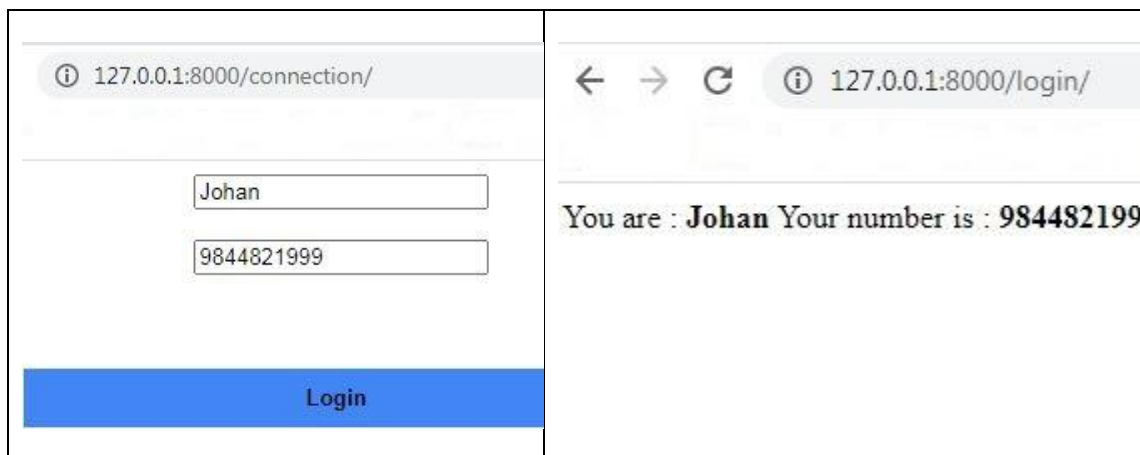 127.0.0.1:8000/connection/
Johan
9844821999
Login
127.0.0.1:8000/login/
You are : Johan Your number is : 984482199